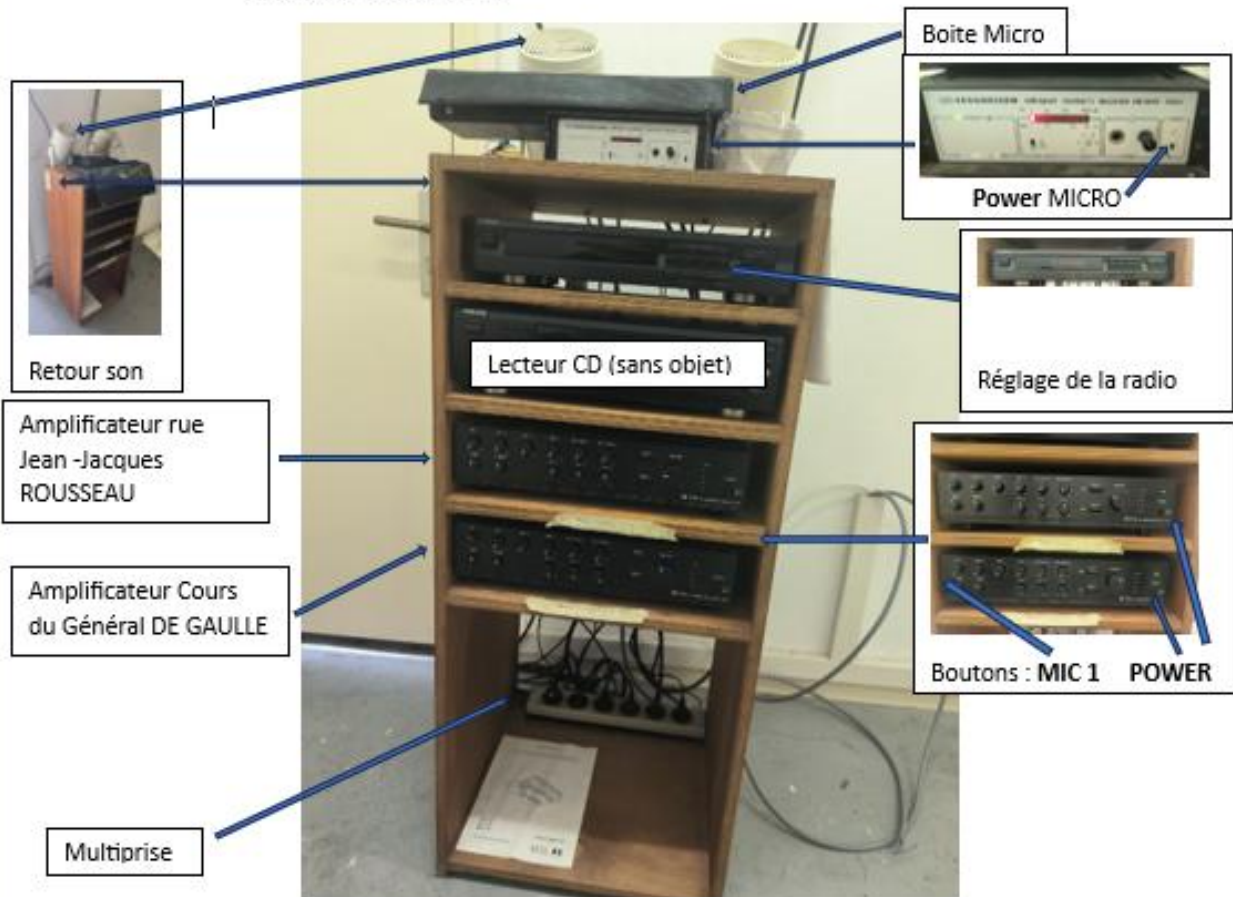 Boite Micro
Power MICRO
Retour son
Lecteur CD (sans objet)
Réglage de la radio
Amplificateur rue
Jean -Jacques
ROUSSEAU
Amplificateur Cours
du Général DE GAULLE
Boutons : MIC 1 POWER
Multiprise